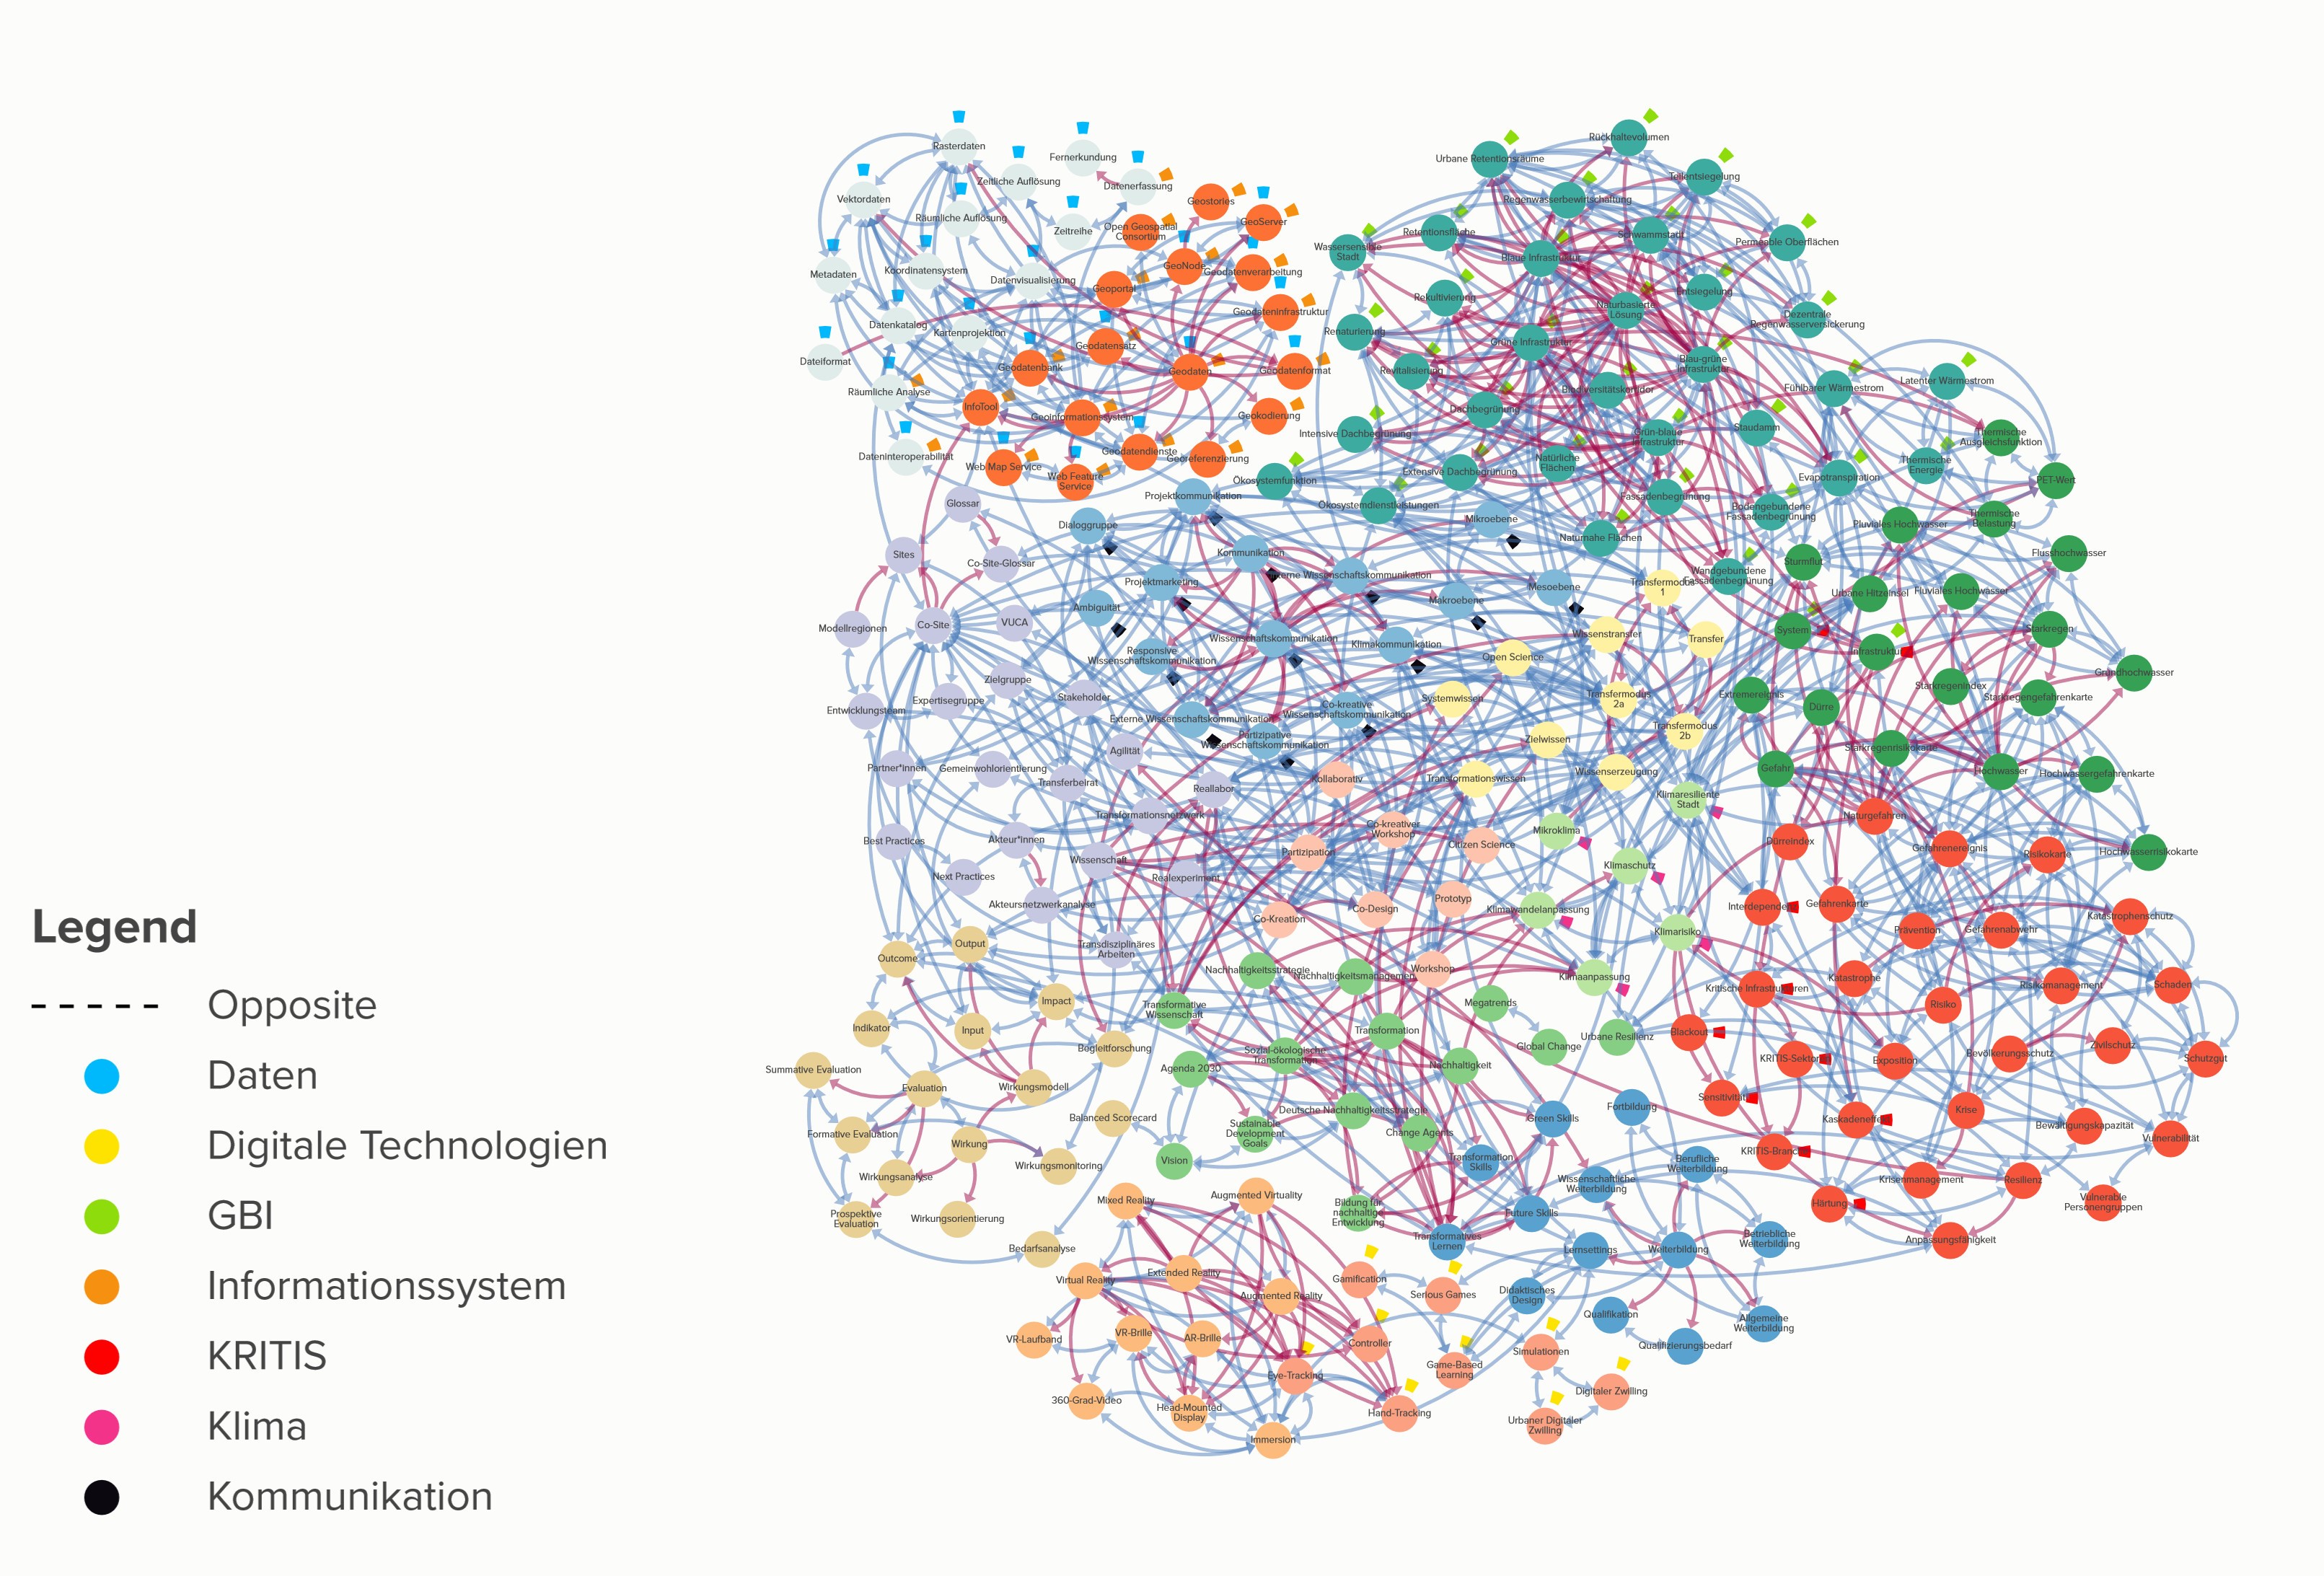 Legend
Opposite
Daten
Digitale Technologien
GBI
Informationssystem
KRITIS
Klima
Kommunikation
Rasterdaten
Fernerkundung
Zeitliche Auflösung
Datenerfassung
Vektordaten
Räumliche Auflösung
Zeitreihe
Open Geospatial
Consortium
Geostories
GeoServer
Metadaten
Koordinatensystem
Datenvisualisierung
Geoportal
GeoNode
Geodatenverarbeitung
Geodateninfrastruktur
Datenkatalog
Kartenprojektion
Geodatensatz
Dateiformat
Geodatenbank
Geodaten
Geodatenformat
Räumliche Analyse
InfoTool
Geoinformationssystem
Geokodierung
Dateninteroperabilität
Web Map Service
Web Feature
Service
Geodatendienste
Georeferenzierung
Rückhaltevolumen
Urbane Retentionsräume
Teilentsiegelung
Regenwasserbewirtschaftung
Retentionsfläche
Schwammstadt
Permeable Oberflächen
Wassersensible
Stadt
Blaue Infrastruktur
Rekultivierung
Entsiegelung
Naturbasierte
Lösung
Dezentrale
Regenwasserversickerung
Renaturierung
Grüne Infrastruktur
Revitalisierung
Blau-grüne
Infrastruktur
Biodiversitätskorridor
Fühlbarer Wärmestrom
Latenter Wärmestrom
Dachbegrünung
Intensive Dachbegrünung
Grün-blaue
Infrastruktur
Staudamm
Thermische
Ausgleichsfunktion
Extensive Dachbegrünung
Natürliche
Flächen
Thermische
Energie
Evapotranspiration
PET-Wert
Ökosystemfunktion
Ökosystemdienstleistungen
Fassadenbegrünung
Bodengebundene
Fassadenbegrünung
Pluviales Hochwasser
Thermische
Belastung
Naturnahe Flächen
Wandgebundene
Fassadenbegrünung
Sturmflut
Flusshochwasser
Urbane Hitzeinsel
Fluviales Hochwasser
System
Infrastruktur
Starkregen
Grundhochwasser
Starkregenindex
Starkregengefahrenkarte
Extremereignis
Dürre
Starkregenrisikokarte
Gefahr
Hochwasser
Hochwassergefahrenkarte
Hochwasserrisikokarte
Glossar
Sites
Co-Site-Glossar
Modellregionen
Co-Site
VUCA
Zielgruppe
Expertisegruppe
Stakeholder
Entwicklungsteam
Agilität
Partner*innen
Gemeinwohlorientierung
Transferbeirat
Reallabor
Transformationsnetzwerk
Best Practices
Akteur*innen
Wissenschaft
Next Practices
Realexperiment
Akteursnetzwerkanalyse
Transdisziplinäres
Arbeiten
Projektkommunikation
Dialoggruppe
Mikroebene
Kommunikation
Projektmarketing
Mesoebene
Makroebene
Ambiguität
Wissenschaftskommunikation
Klimakommunikation
Responsive
Wissenschaftskommunikation
Externe Wissenschaftskommunikation
Co-kreative
Wissenschaftskommunikation
Partizipative
Wissenschaftskommunikation
Wissenstransfer
Transfer
Open Science
Systemwissen
Transfermodus
2a
Transfermodus
2b
Zielwissen
Transformationswissen
Wissenserzeugung
Kollaborativ
Co-kreativer
Workshop
Citizen Science
Partizipation
Co-Kreation
Co-Design
Prototyp
Workshop
Klimaresiliente
Stadt
Mikroklima
Klimaschutz
Klimawandelanpassung
Klimarisiko
Klimaanpassung
Naturgefahren
Dürreindex
Gefahrenereignis
Risikokarte
Gefahrenkarte
Prävention
Gefahrenabwehr
Katastrophenschutz
Katastrophe
Risiko
Risikomanagement
Schaden
Blackout
Exposition
Bevölkerungsschutz
Zivilschutz
Schutzgut
Sensitivität
Krise
Bewältigungskapazität
Vulnerabilität
Krisenmanagement
Resilienz
Vulnerable
Personengruppen
Härtung
Anpassungsfähigkeit
Output
Outcome
Impact
Indikator
Input
Begleitforschung
Summative Evaluation
Evaluation
Wirkungsmodell
Balanced Scorecard
Formative Evaluation
Wirkung
Wirkungsmonitoring
Wirkungsanalyse
Prospektive
Evaluation
Wirkungsorientierung
Bedarfsanalyse
Nachhaltigkeitsstrategie
Nachhaltigkeitsmanagement
Transformative
Wissenschaft
Megatrends
Transformation
Global Change
Urbane Resilienz
Sozial-ökologische
Transformation
Agenda 2030
Nachhaltigkeit
Deutsche Nachhaltigkeitsstrategie
Sustainable
Development
Goals
Change Agents
Vision
Bildung für
nachhaltige
Entwicklung
Green Skills
Fortbildung
Transformation
Skills
Wissenschaftliche
Weiterbildung
Berufliche
Weiterbildung
Future Skills
Transformatives
Lernen
Lernsettings
Weiterbildung
Betriebliche
Weiterbildung
Didaktisches
Design
Qualifikation
Allgemeine
Weiterbildung
Qualifizierungsbedarf
Mixed Reality
Augmented Virtuality
Extended Reality
Virtual Reality
Augmented Reality
VR-Laufband
VR-Brille
AR-Brille
360-Grad-Video
Head-Mounted
Display
Immersion
Gamification
Serious Games
Controller
Eye-Tracking
Game-Based
Learning
Simulationen
Hand-Tracking
Digitaler Zwilling
Urbaner Digitaler
Zwilling